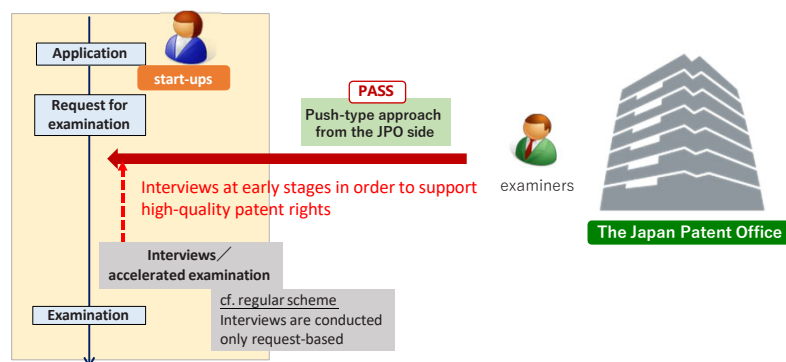 Application
start-ups
Request for
examination
PASS
Push-type approach
from the JPO side
examiners
Interviews at early stages in order to support
high-quality patent rights
The Japan Patent Office
Interviews／
accelerated examination
cf. regular scheme
Interviews are conducted
only request-based
Examination